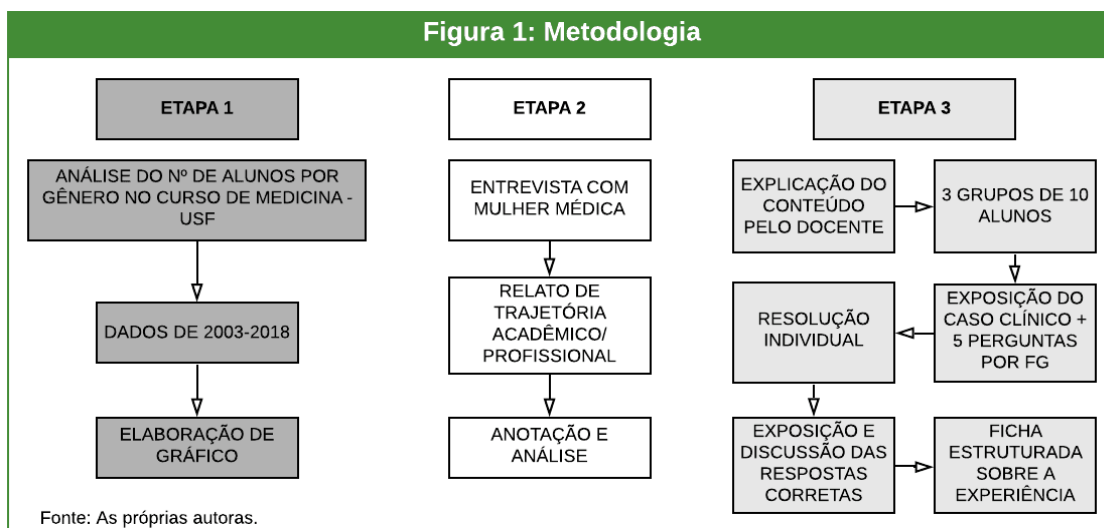 Figura 1: Metodologia
ETAPA 1
ANÁLISE DO Nº DE ALUNOS POR
GÊNERO NO CURSO DE MEDICINA -
USF
DADOS DE 2003-2018
ELABORAÇÃO DE
GRÁFICO
ETAPA 2
ENTREVISTA COM
MULHER MÉDICA
RELATO DE
TRAJETÓRIA
ACADÊMICO/
PROFISSIONAL
ANOTAÇÃO E
ANÁLISE
ETAPA 3
EXPLICAÇÃO DO
CONTEÚDO
PELO DOCENTE
3 GRUPOS DE 10
ALUNOS
EXPOSIÇÃO DO
CASO CLÍNICO +
5 PERGUNTAS
POR FG
RESOLUÇÃO
INDIVIDUAL
EXPOSIÇÃO E
DISCUSSÃO DAS
RESPOSTAS
CORRETAS
FICHA
ESTRUTURADA
SOBRE A
EXPERIÊNCIA
Fonte: As próprias autoras.